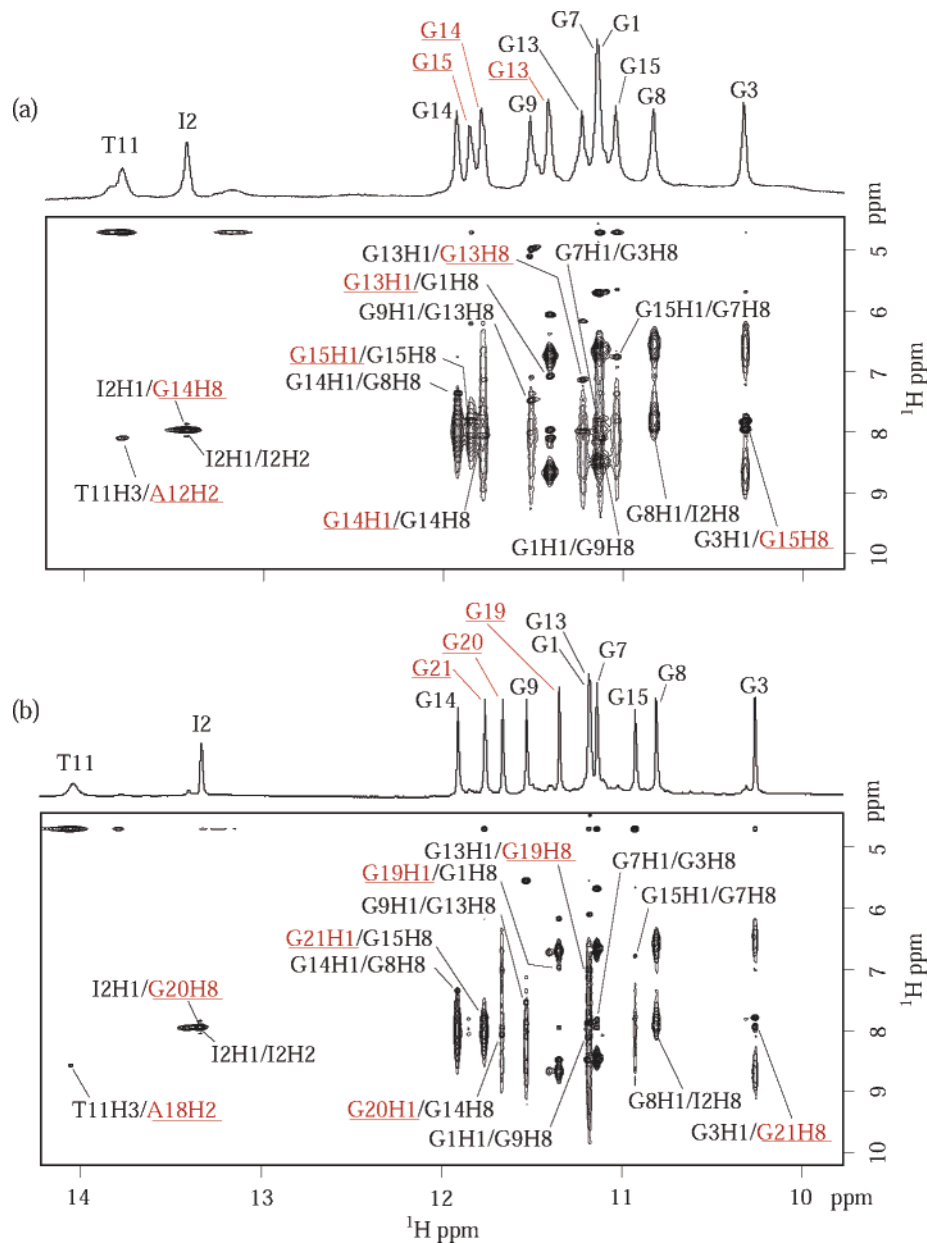 (a)
T11
I2
G14
G15
G14
G9
G13
G13
G7
G1
G15
G8
G3
ppm
5
6
7
8
9
10
¹H ppm
G13H1/G13H8
G7H1/G3H8
G13H1/G1H8
G9H1/G13H8
G15H1/G7H8
G15H1/G15H8
G14H1/G8H8
I2H1/G14H8
I2H1/I2H2
T11H3/A12H2
G14H1/G14H8
G8H1/I2H8
G1H1/G9H8
G3H1/G15H8
(b)
T11
I2
G14
G21
G20
G9
G19
G1
G13
G7
G15
G8
G3
ppm
5
6
7
8
9
10
¹H ppm
G13H1/G19H8
G7H1/G3H8
G19H1/G1H8
G15H1/G7H8
G9H1/G13H8
G21H1/G15H8
G14H1/G8H8
I2H1/G20H8
I2H1/I2H2
T11H3/A18H2
G20H1/G14H8
G8H1/I2H8
G1H1/G9H8
G3H1/G21H8
14
13
12
11
10
ppm
¹H ppm